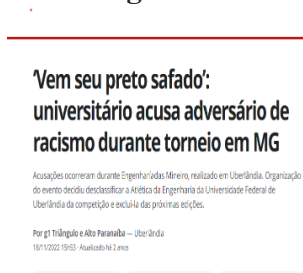 'Vem seu preto safado':
universitário acusa adversário de
racismo durante torneio em MG
Acusações ocorreram durante Engenharíadas Mineiro, realizado em Uberlândia. Organização
do evento decidiu desclassificar a Atlética da Engenharia da Universidade Federal de
Uberlândia da competição e excluí-la das próximas edições.
Por g1 Triângulo e Alto Paranaíba — Uberlândia
18/11/2022 15h53 · Atualizado há 2 anos